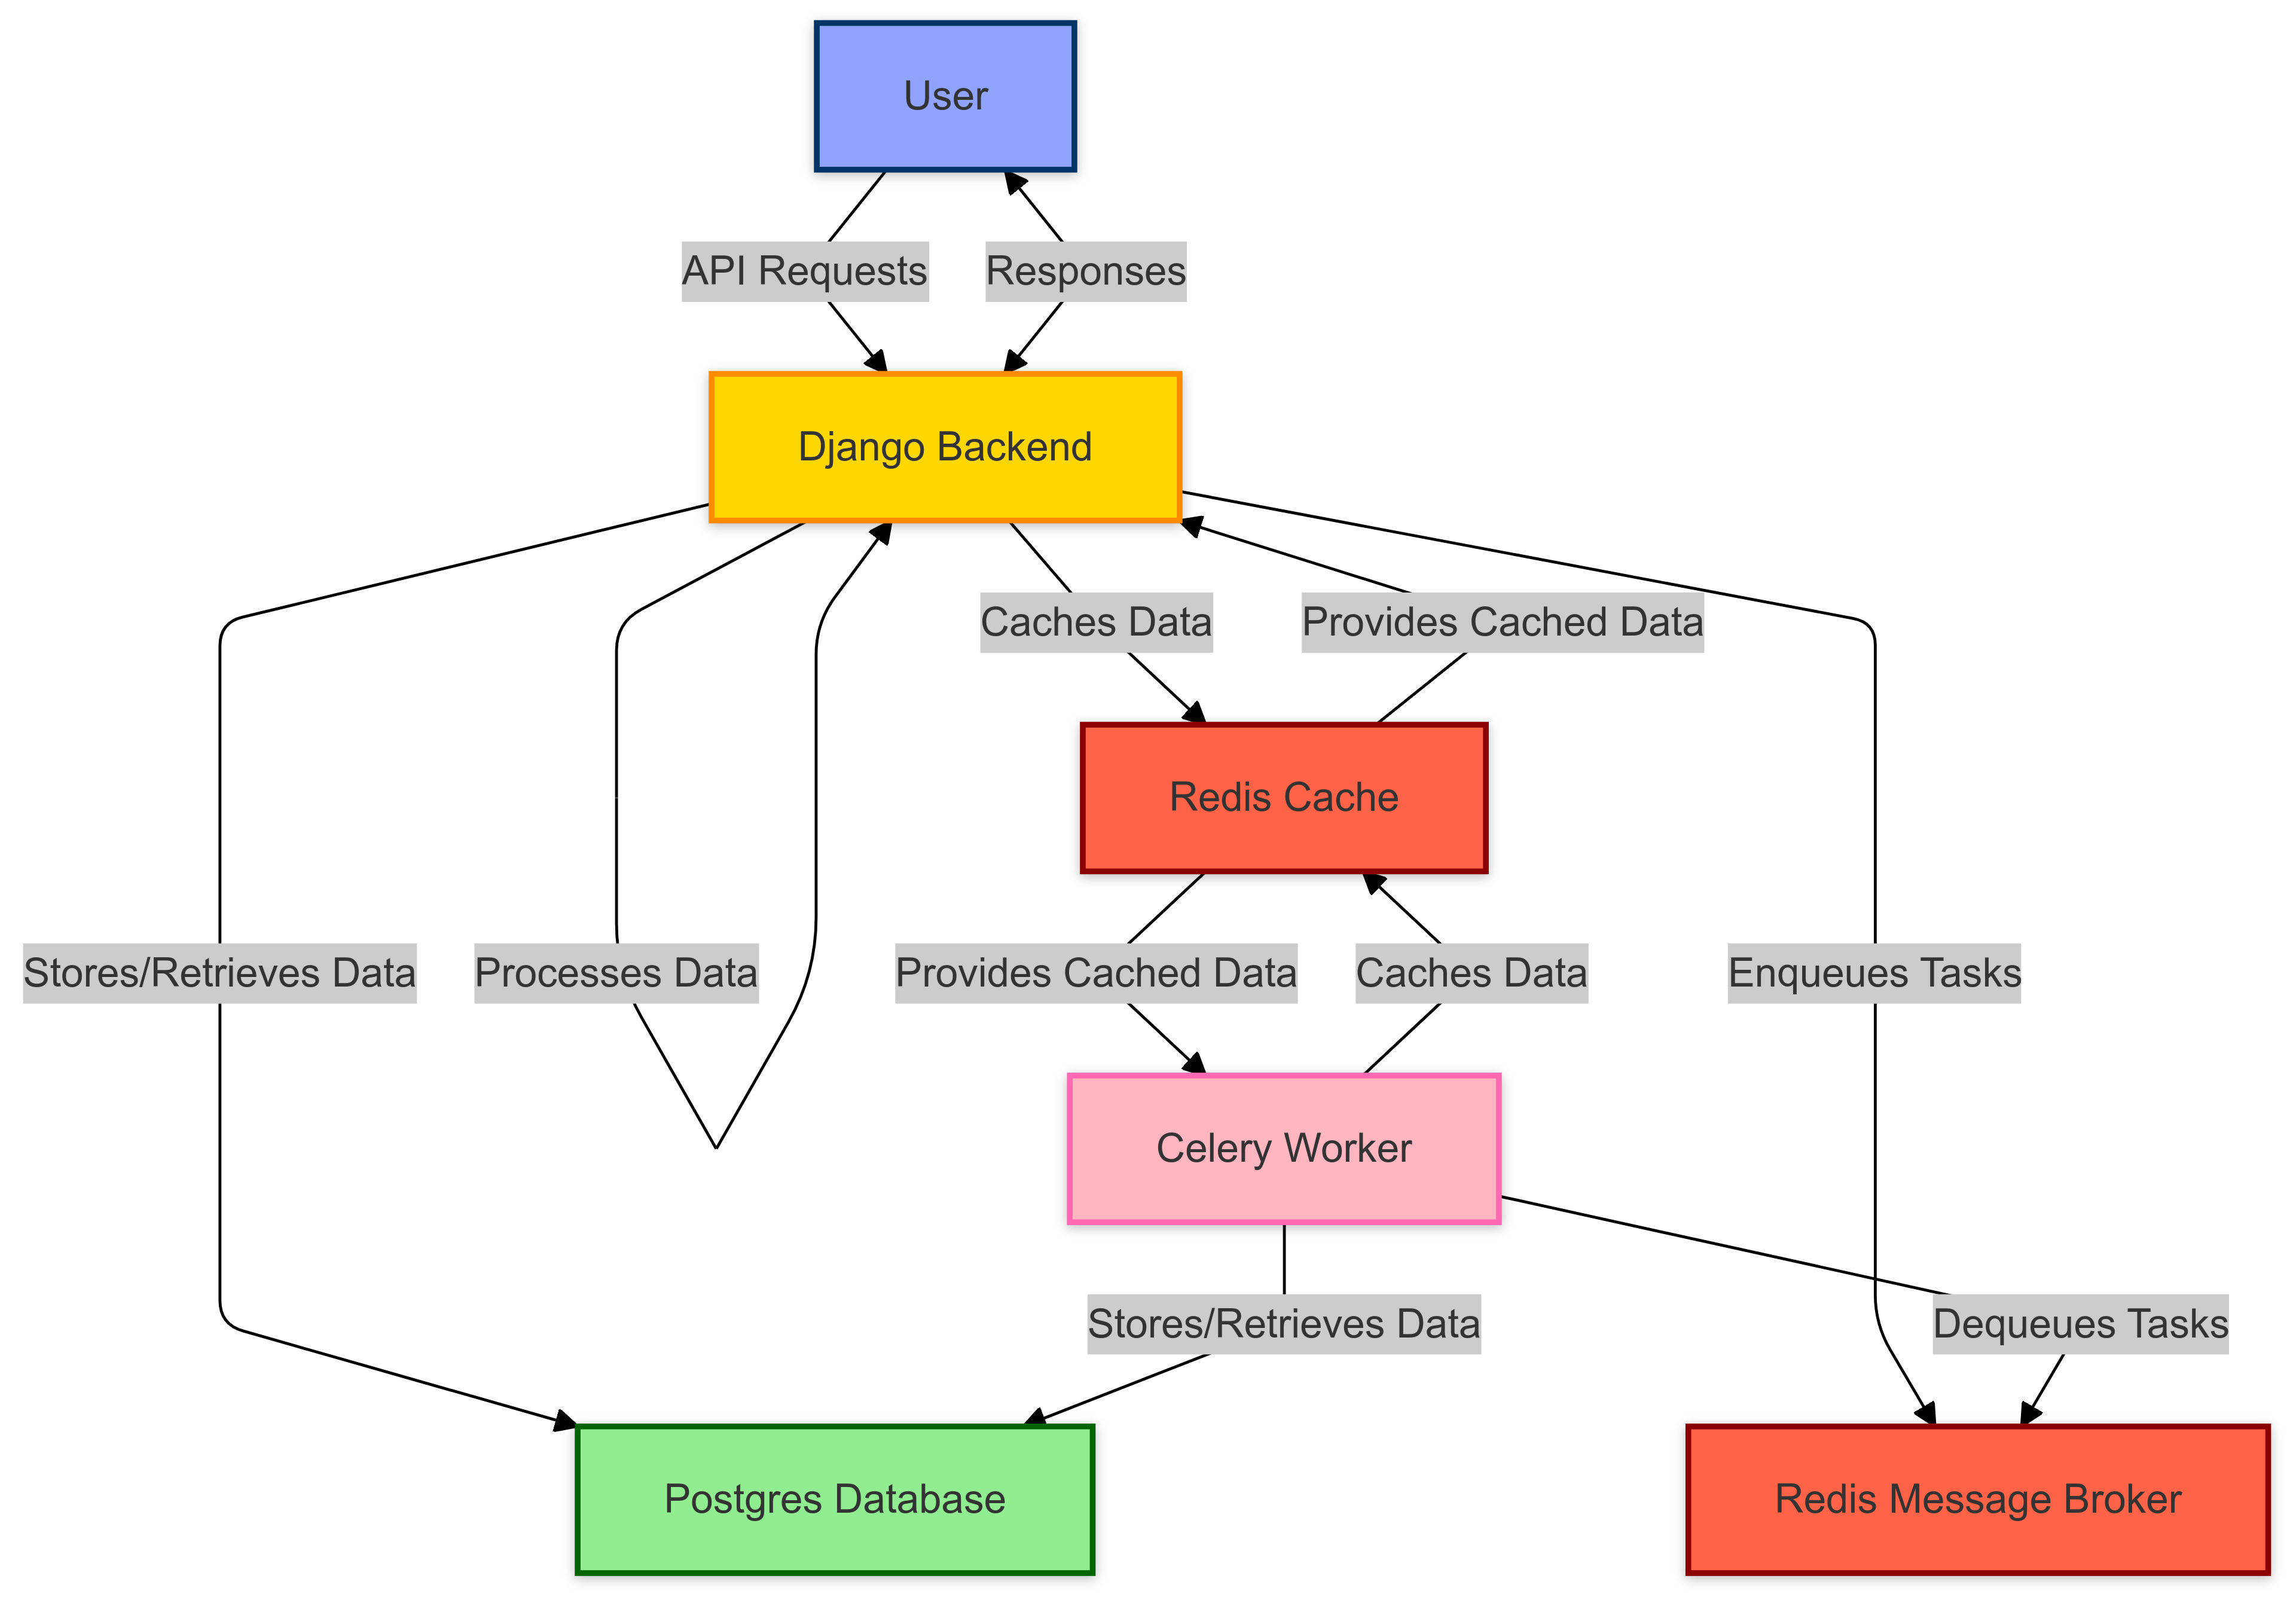 User
API Requests
Responses
Django Backend
Caches Data
Provides Cached Data
Redis Cache
Stores/Retrieves Data
Processes Data
Provides Cached Data
Caches Data
Enqueues Tasks
Celery Worker
Stores/Retrieves Data
Dequeues Tasks
Postgres Database
Redis Message Broker